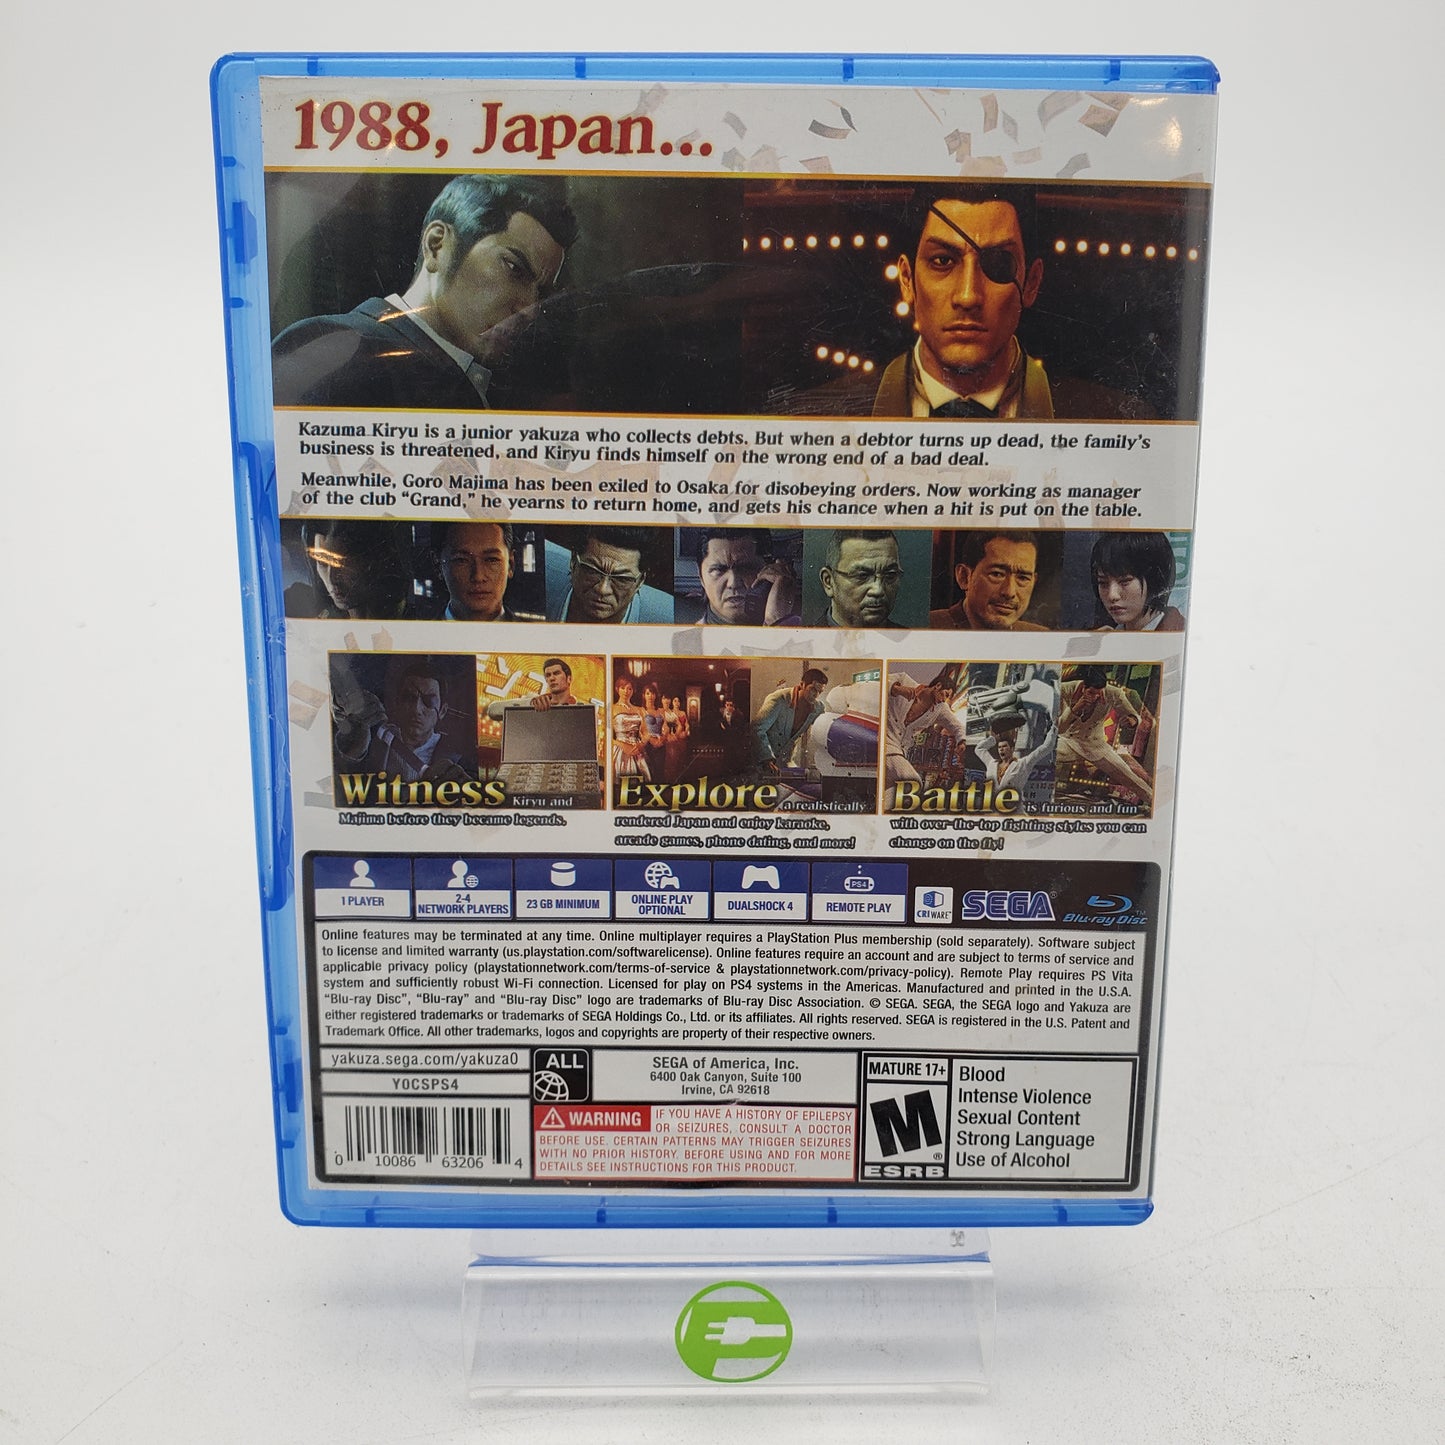 1988, Japan...
Kazuma Kiryu is a junior yakuza who collects debts. But when a debtor turns up dead, the family's
business is threatened, and Kiryu finds himself on the wrong end of a bad deal.
Meanwhile, Goro Majima has been exiled to Osaka for disobeying orders. Now working as manager
of the club “Grand,” he yearns to return home, and gets his chance when a hit is put on the table.
Witness Kiryu and
Majima before they became legends.
Explore a realistically
rendered Japan and enjoy karaoke,
arcade games, phone dating, and more!
Battle is furious and fun
with over-the-top fighting styles you can
change on the fly!
1 PLAYER
2-4
NETWORK PLAYERS
23 GB MINIMUM
ONLINE PLAY
OPTIONAL
DUALSHOCK 4
PS4
REMOTE PLAY
CRIWARE™
SEGA®
Blu-ray Disc™
Online features may be terminated at any time. Online multiplayer requires a PlayStation Plus membership (sold separately). Software subject
to license and limited warranty (us.playstation.com/softwarelicense). Online features require an account and are subject to terms of service and
applicable privacy policy (playstationnetwork.com/terms-of-service & playstationnetwork.com/privacy-policy). Remote Play requires PS Vita
system and sufficiently robust Wi-Fi connection. Licensed for play on PS4 systems in the Americas. Manufactured and printed in the U.S.A.
“Blu-ray Disc”, “Blu-ray” and “Blu-ray Disc” logo are trademarks of Blu-ray Disc Association. © SEGA. SEGA, the SEGA logo and Yakuza are
either registered trademarks or trademarks of SEGA Holdings Co., Ltd. or its affiliates. All rights reserved. SEGA is registered in the U.S. Patent and
Trademark Office. All other trademarks, logos and copyrights are property of their respective owners.
yakuza.sega.com/yakuza0
Y0CSPS4
0 10086 63206 4
ALL
SEGA of America, Inc.
6400 Oak Canyon, Suite 100
Irvine, CA 92618
WARNING IF YOU HAVE A HISTORY OF EPILEPSY
OR SEIZURES, CONSULT A DOCTOR
BEFORE USE. CERTAIN PATTERNS MAY TRIGGER SEIZURES
WITH NO PRIOR HISTORY. BEFORE USING AND FOR MORE
DETAILS SEE INSTRUCTIONS FOR THIS PRODUCT.
MATURE 17+
M
®
ESRB
Blood
Intense Violence
Sexual Content
Strong Language
Use of Alcohol